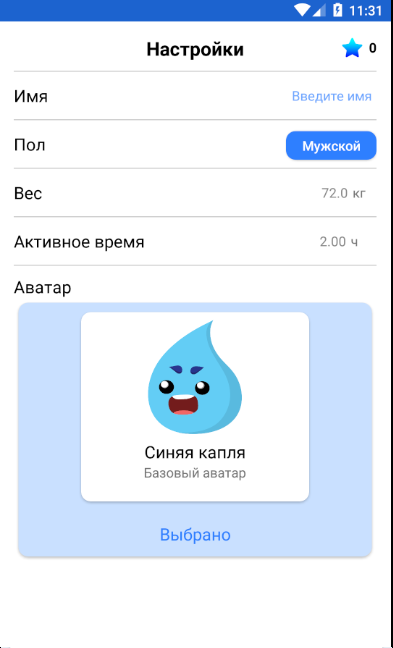 11:31
Настройки
0
Имя
Введите имя
Пол
Мужской
Вес
72.0 кг
Активное время
2.00 ч
Аватар
Синяя капля
Базовый аватар
Выбрано